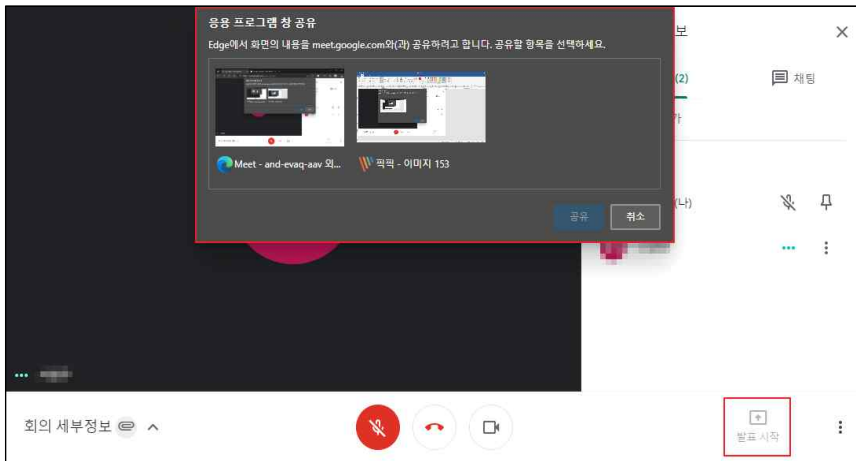 응용 프로그램 창 공유
Edge에서 화면의 내용을 meet.google.com와(과) 공유하려고 합니다. 공유할 항목을 선택하세요.
Meet - and-evaq-aav 외...
픽픽 - 이미지 153
공유
취소
보
(2)
채팅
가
(나)
회의 세부정보
발표 시작